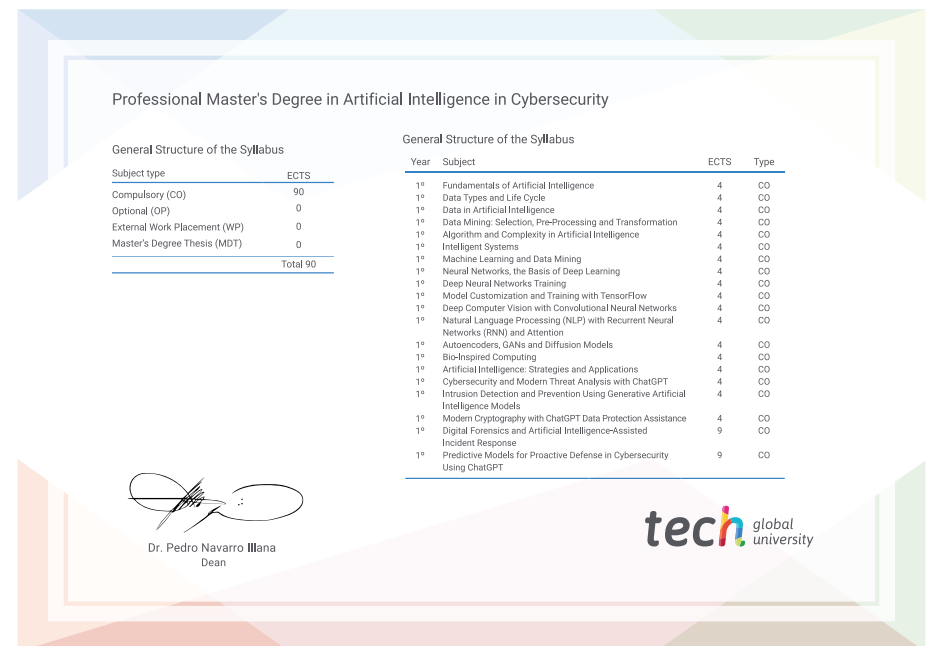 Professional Master's Degree in Artificial Intelligence in Cybersecurity
General Structure of the Syllabus
Subject type ECTS
Compulsory (CO) 90
Optional (OP) 0
External Work Placement (WP) 0
Master's Degree Thesis (MDT) 0
Total 90
General Structure of the Syllabus
Year Subject ECTS Type
1º Fundamentals of Artificial Intelligence 4 CO
1º Data Types and Life Cycle 4 CO
1º Data in Artificial Intelligence 4 CO
1º Data Mining: Selection, Pre-Processing and Transformation 4 CO
1º Algorithm and Complexity in Artificial Intelligence 4 CO
1º Intelligent Systems 4 CO
1º Machine Learning and Data Mining 4 CO
1º Neural Networks, the Basis of Deep Learning 4 CO
1º Deep Neural Networks Training 4 CO
1º Model Customization and Training with TensorFlow 4 CO
1º Deep Computer Vision with Convolutional Neural Networks 4 CO
1º Natural Language Processing (NLP) with Recurrent Neural 4 CO
Networks (RNN) and Attention
1º Autoencoders, GANs and Diffusion Models 4 CO
1º Bio-Inspired Computing 4 CO
1º Artificial Intelligence: Strategies and Applications 4 CO
1º Cybersecurity and Modern Threat Analysis with ChatGPT 4 CO
1º Intrusion Detection and Prevention Using Generative Artificial 4 CO
Intelligence Models
1º Modern Cryptography with ChatGPT Data Protection Assistance 4 CO
1º Digital Forensics and Artificial Intelligence-Assisted 9 CO
Incident Response
1º Predictive Models for Proactive Defense in Cybersecurity 9 CO
Using ChatGPT
Dr. Pedro Navarro Illana
Dean
tech global
university